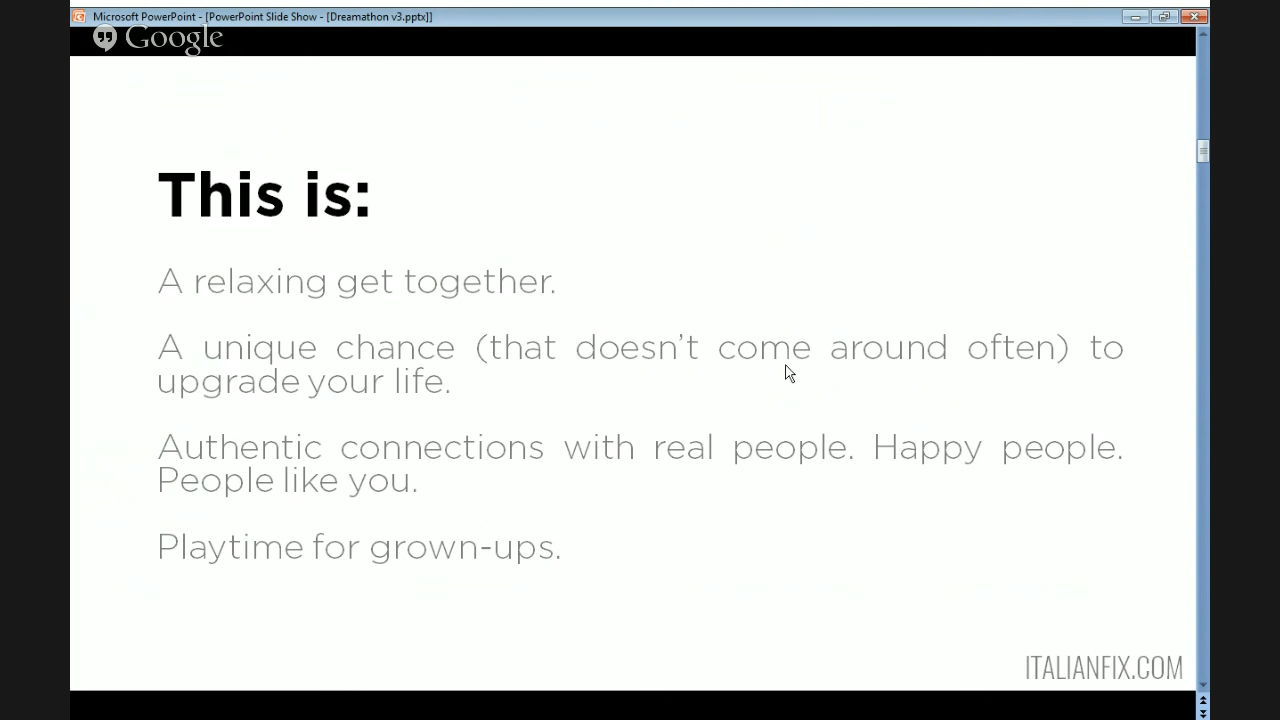 Microsoft PowerPoint - [PowerPoint Slide Show - [Dreamathon v3.pptx]]
Google
This is:
A relaxing get together.
A unique chance (that doesn’t come around often) to
upgrade your life.
Authentic connections with real people. Happy people.
People like you.
Playtime for grown-ups.
ITALIANFIX.COM